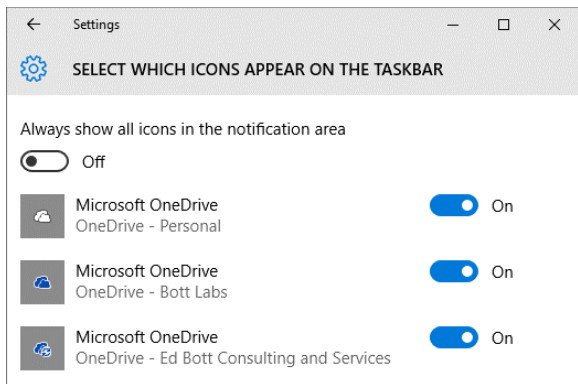 Settings
SELECT WHICH ICONS APPEAR ON THE TASKBAR
Always show all icons in the notification area
Off
Microsoft OneDrive
On
OneDrive - Personal
Microsoft OneDrive
On
OneDrive - Bott Labs
Microsoft OneDrive
On
OneDrive - Ed Bott Consulting and Services